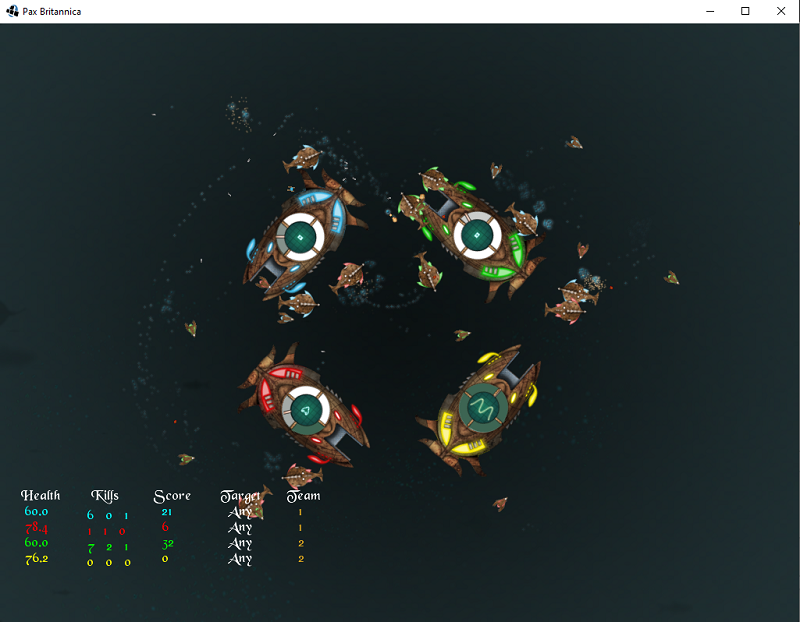 Pax Britannica
Health Kills Score Target Team
60.0 6 0 1 21 Any 1
78.4 1 1 0 6 Any 1
60.0 7 2 1 32 Any 2
76.2 0 0 0 0 Any 2